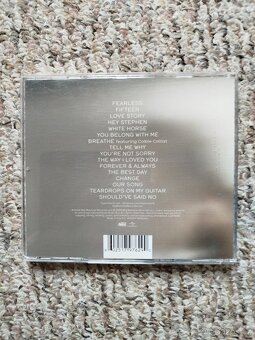 FEARLESS
FIFTEEN
LOVE STORY
HEY STEPHEN
WHITE HORSE
YOU BELONG WITH ME
BREATHE featuring Colbie Caillat
TELL ME WHY
YOU'RE NOT SORRY
THE WAY I LOVED YOU
FOREVER & ALWAYS
THE BEST DAY
CHANGE
OUR SONG
TEARDROPS ON MY GUITAR
SHOULD'VE SAID NO